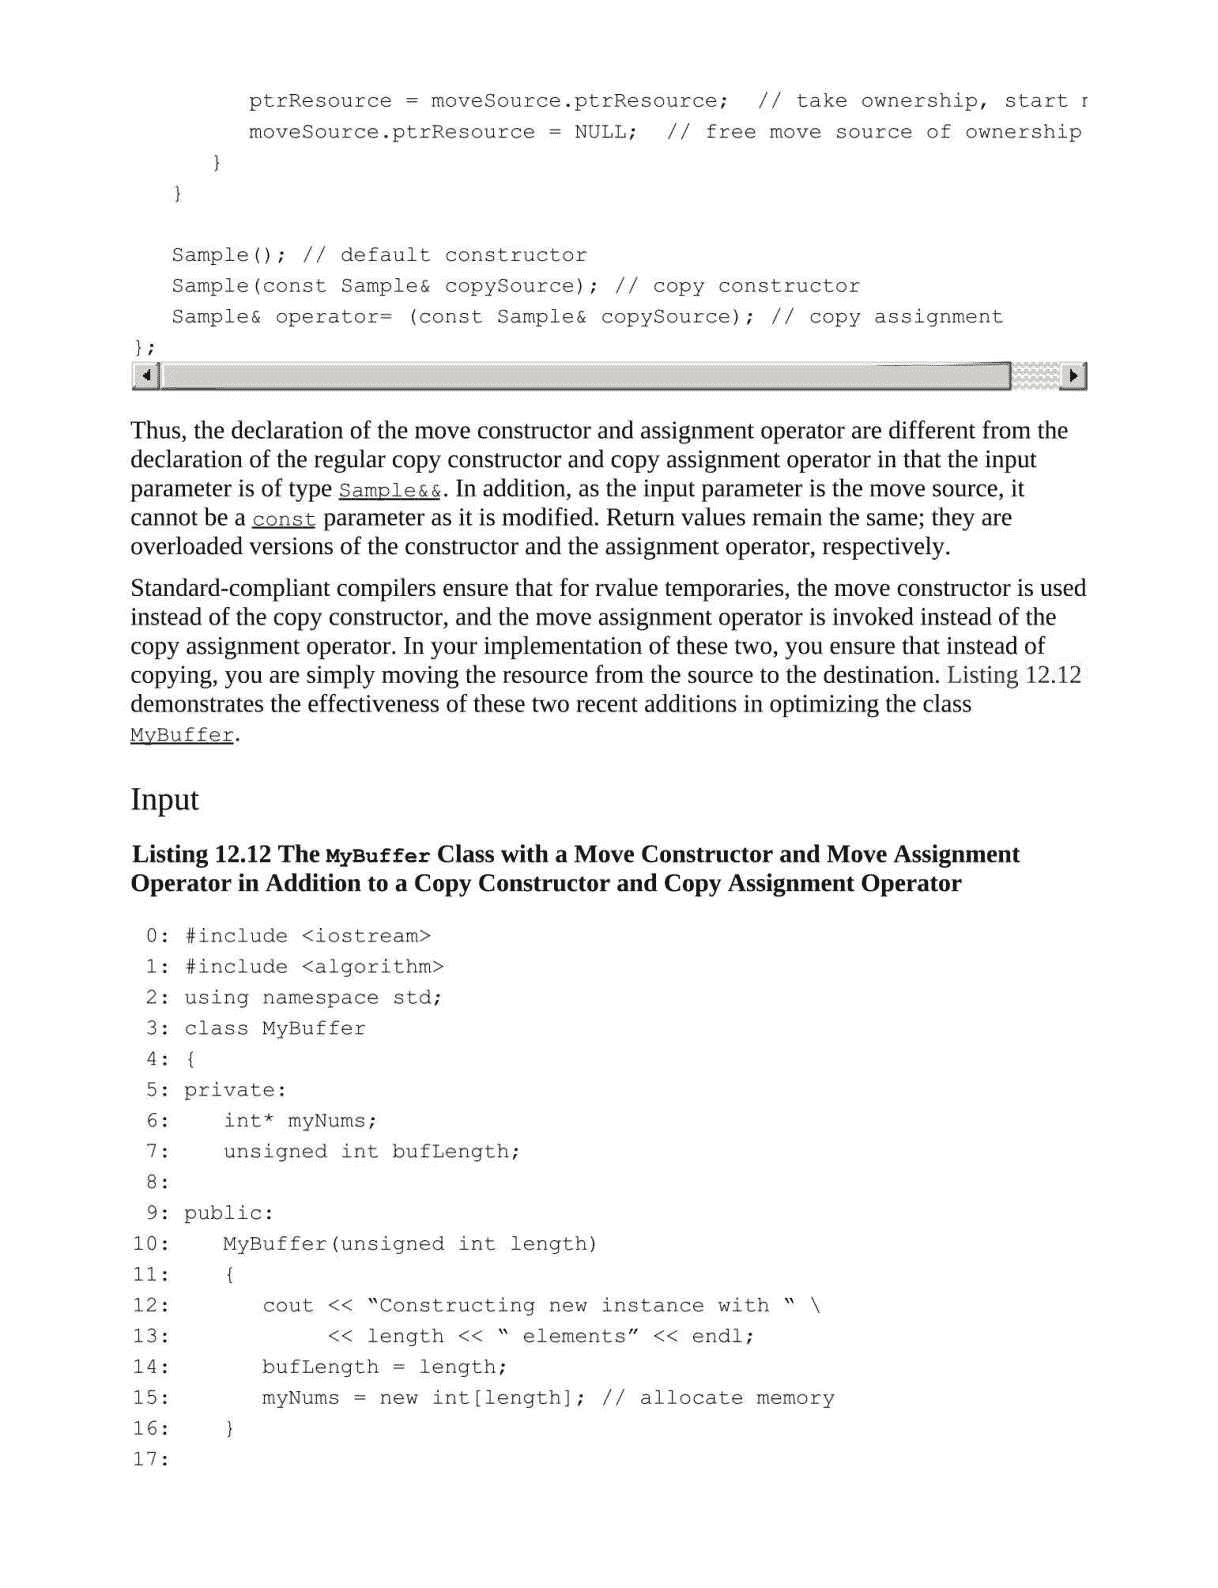 ptrResource = moveSource.ptrResource;  // take ownership, start
moveSource.ptrResource = NULL;  // free move source of ownership
}
}
Sample(); // default constructor
Sample(const Sample& copySource); // copy constructor
Sample& operator= (const Sample& copySource); // copy assignment
};
Thus, the declaration of the move constructor and assignment operator are different from the
declaration of the regular copy constructor and copy assignment operator in that the input
parameter is of type Sample&&. In addition, as the input parameter is the move source, it
cannot be a const parameter as it is modified. Return values remain the same; they are
overloaded versions of the constructor and the assignment operator, respectively.
Standard-compliant compilers ensure that for rvalue temporaries, the move constructor is used
instead of the copy constructor, and the move assignment operator is invoked instead of the
copy assignment operator. In your implementation of these two, you ensure that instead of
copying, you are simply moving the resource from the source to the destination. Listing 12.12
demonstrates the effectiveness of these two recent additions in optimizing the class
MyBuffer.
Input
Listing 12.12 The MyBuffer Class with a Move Constructor and Move Assignment
Operator in Addition to a Copy Constructor and Copy Assignment Operator
0: #include <iostream>
1: #include <algorithm>
2: using namespace std;
3: class MyBuffer
4: {
5: private:
6:    int* myNums;
7:    unsigned int bufLength;
8:
9: public:
10:    MyBuffer(unsigned int length)
11:    {
12:       cout << “Constructing new instance with “ \
13:            << length << “ elements” << endl;
14:       bufLength = length;
15:       myNums = new int[length]; // allocate memory
16:    }
17: